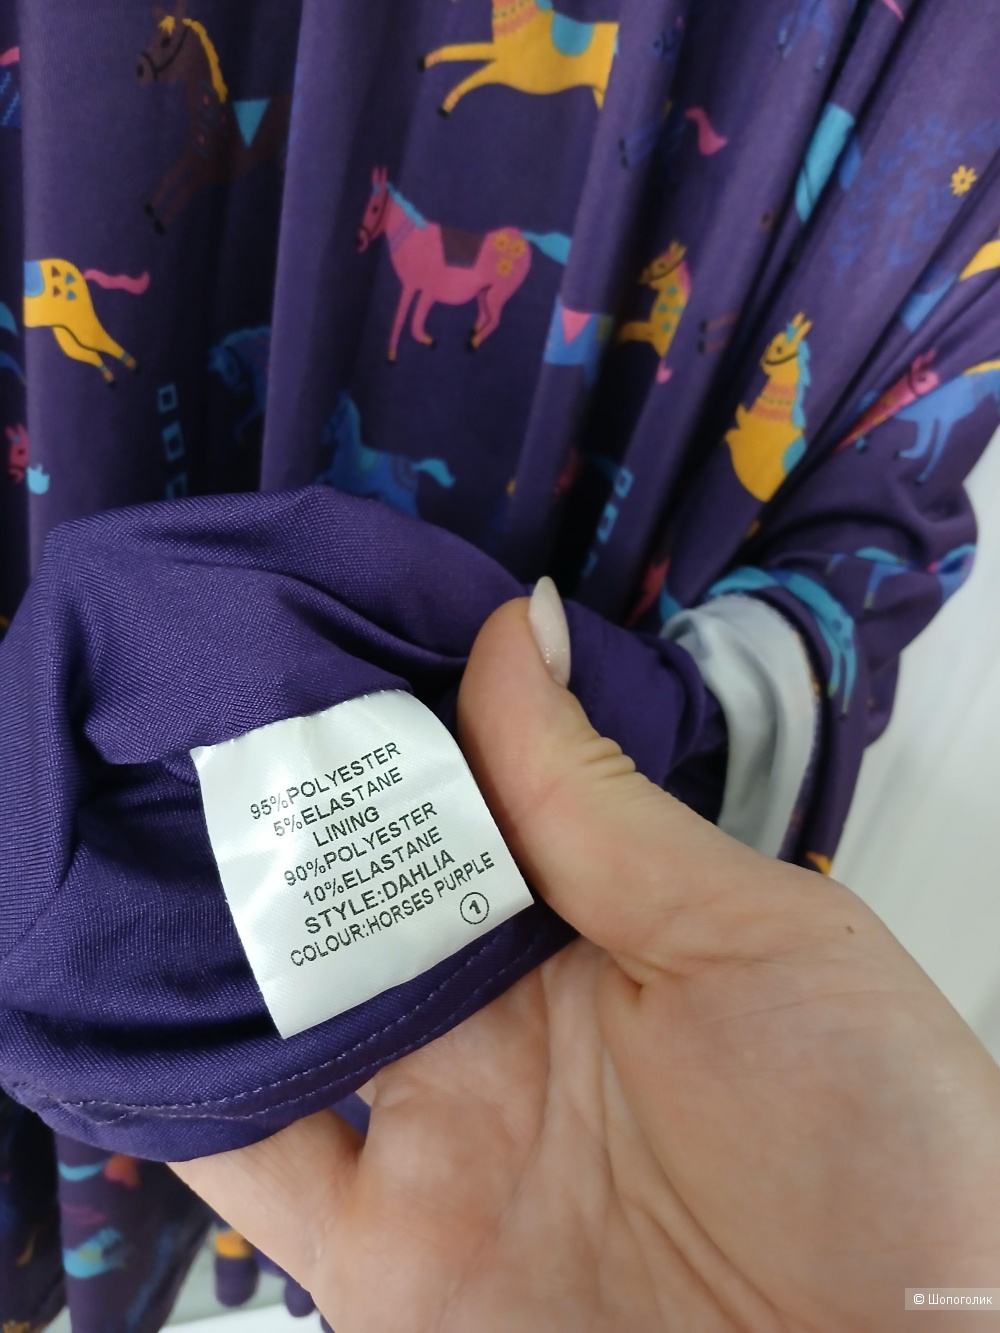 95%POLYESTER
5%ELASTANE
LINING
90%POLYESTER
10%ELASTANE
STYLE:DAHLIA
COLOUR:HORSES PURPLE
1
© Шопоголик